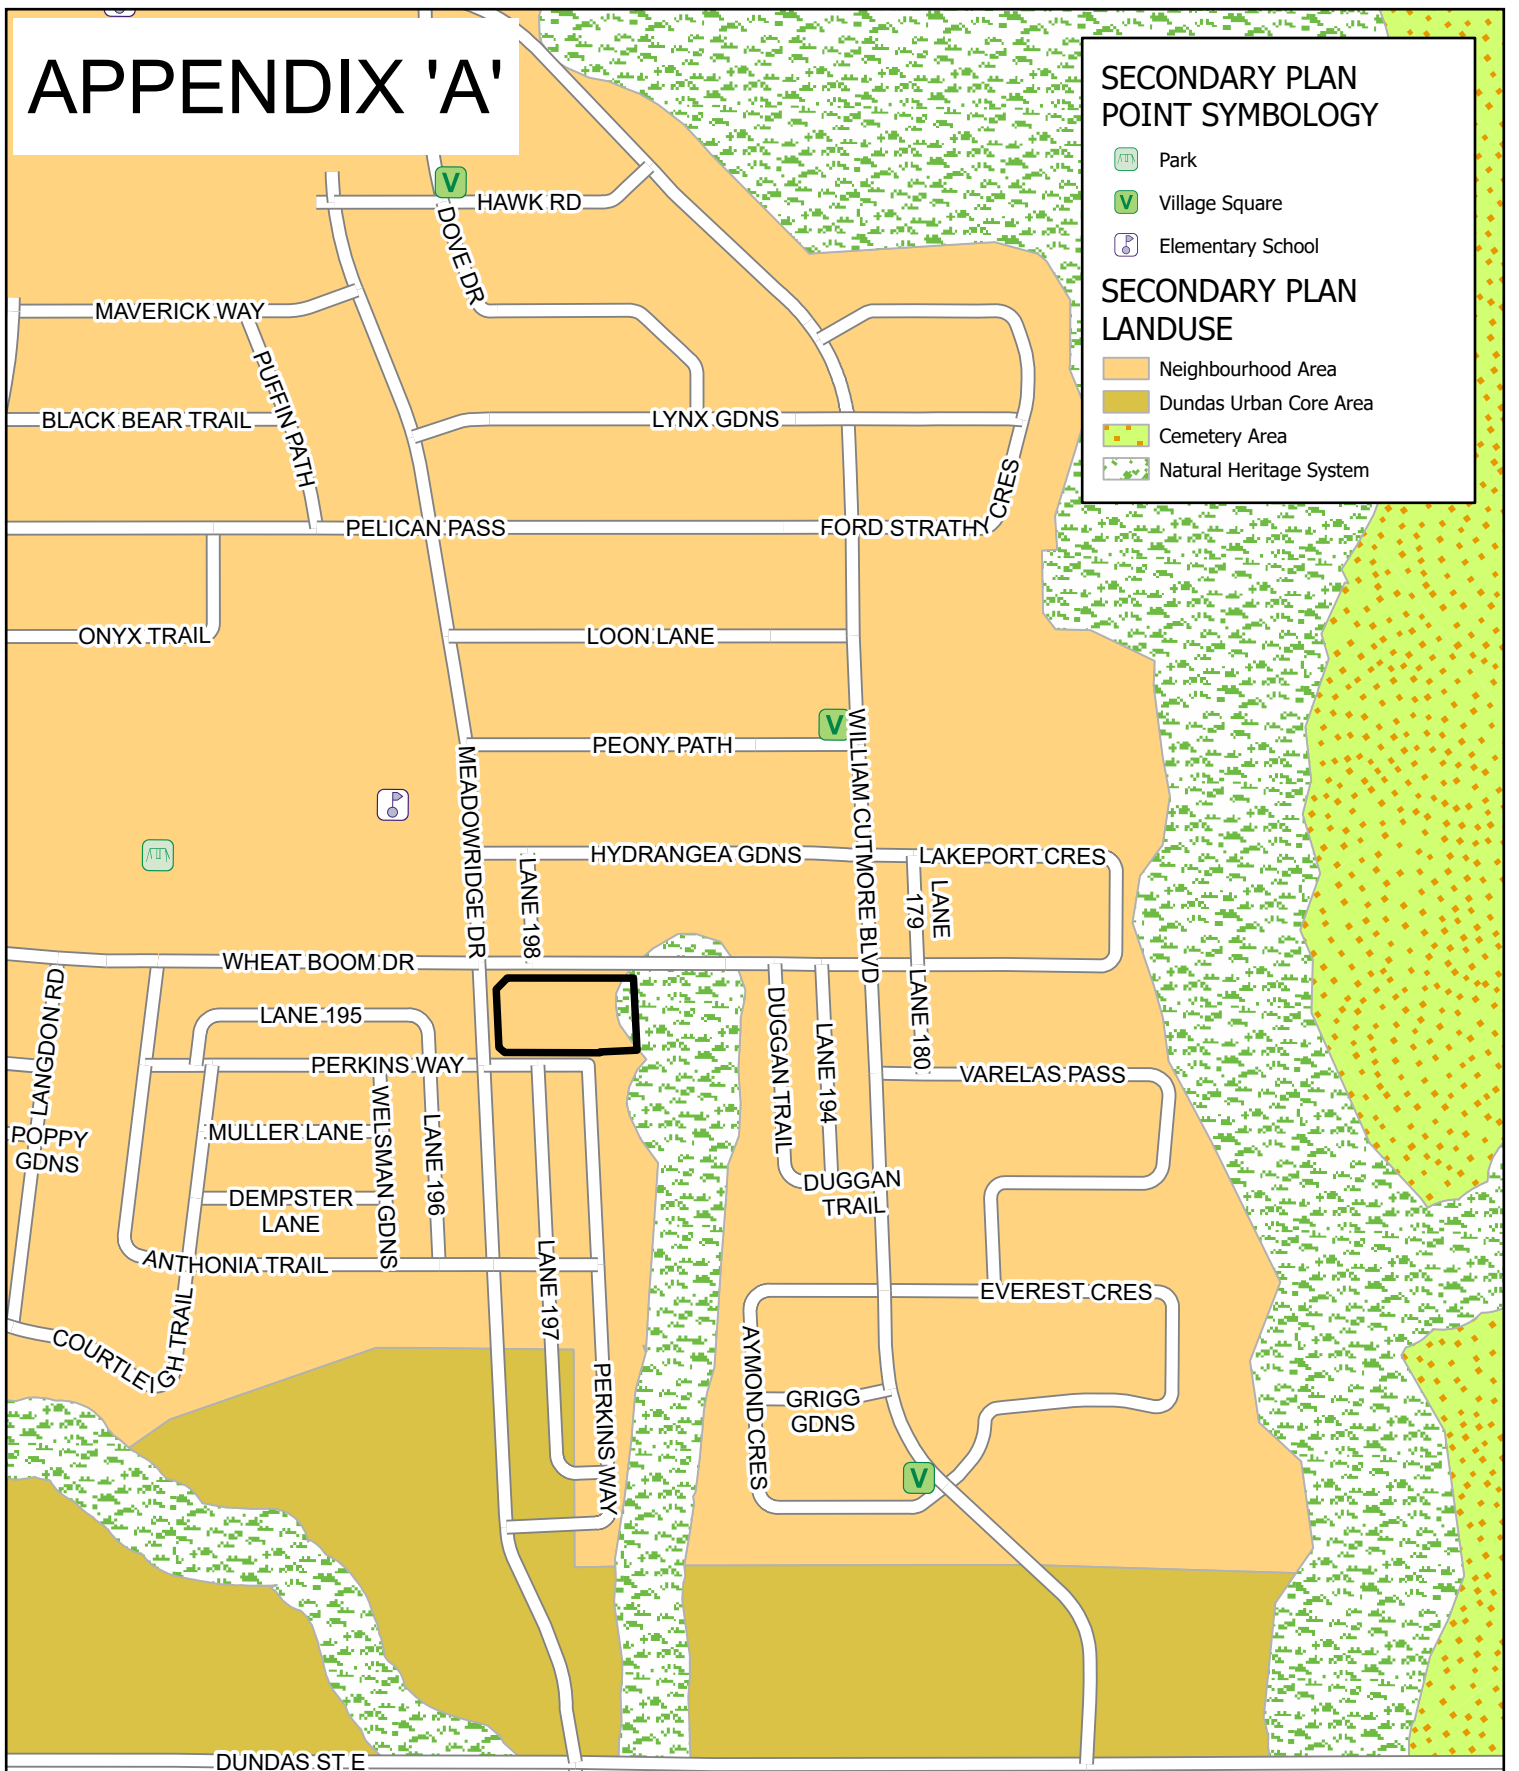 APPENDIX 'A'
SECONDARY PLAN
POINT SYMBOLOGY
Park
V Village Square
Elementary School
SECONDARY PLAN
LANDUSE
Neighbourhood Area
Dundas Urban Core Area
Cemetery Area
Natural Heritage System
V
HAWK RD
DOVE DR
MAVERICK WAY
PUFFIN PATH
BLACK BEAR TRAIL
LYNX GDNS
PELICAN PASS
FORD STRATHY CRES
ONYX TRAIL
LOON LANE
V
PEONY PATH
WILLIAM CUTMORE BLVD
MEADOWRIDGE DR
HYDRANGEA GDNS
LAKEPORT CRES
LANE 198
LANE
179
WHEAT BOOM DR
LANGDON RD
LANE 195
DUGGAN TRAIL
LANE 194
LANE 180
PERKINS WAY
VARELAS PASS
POPPY
GDNS
MULLER LANE
WELSMAN GDNS
LANE 196
DEMPSTER
LANE
DUGGAN
TRAIL
ANTHONIA TRAIL
LANE 197
EVEREST CRES
COURTLEIGH TRAIL
AYMOND CRES
PERKINS WAY
GRIGG
GDNS
V
DUNDAS ST E